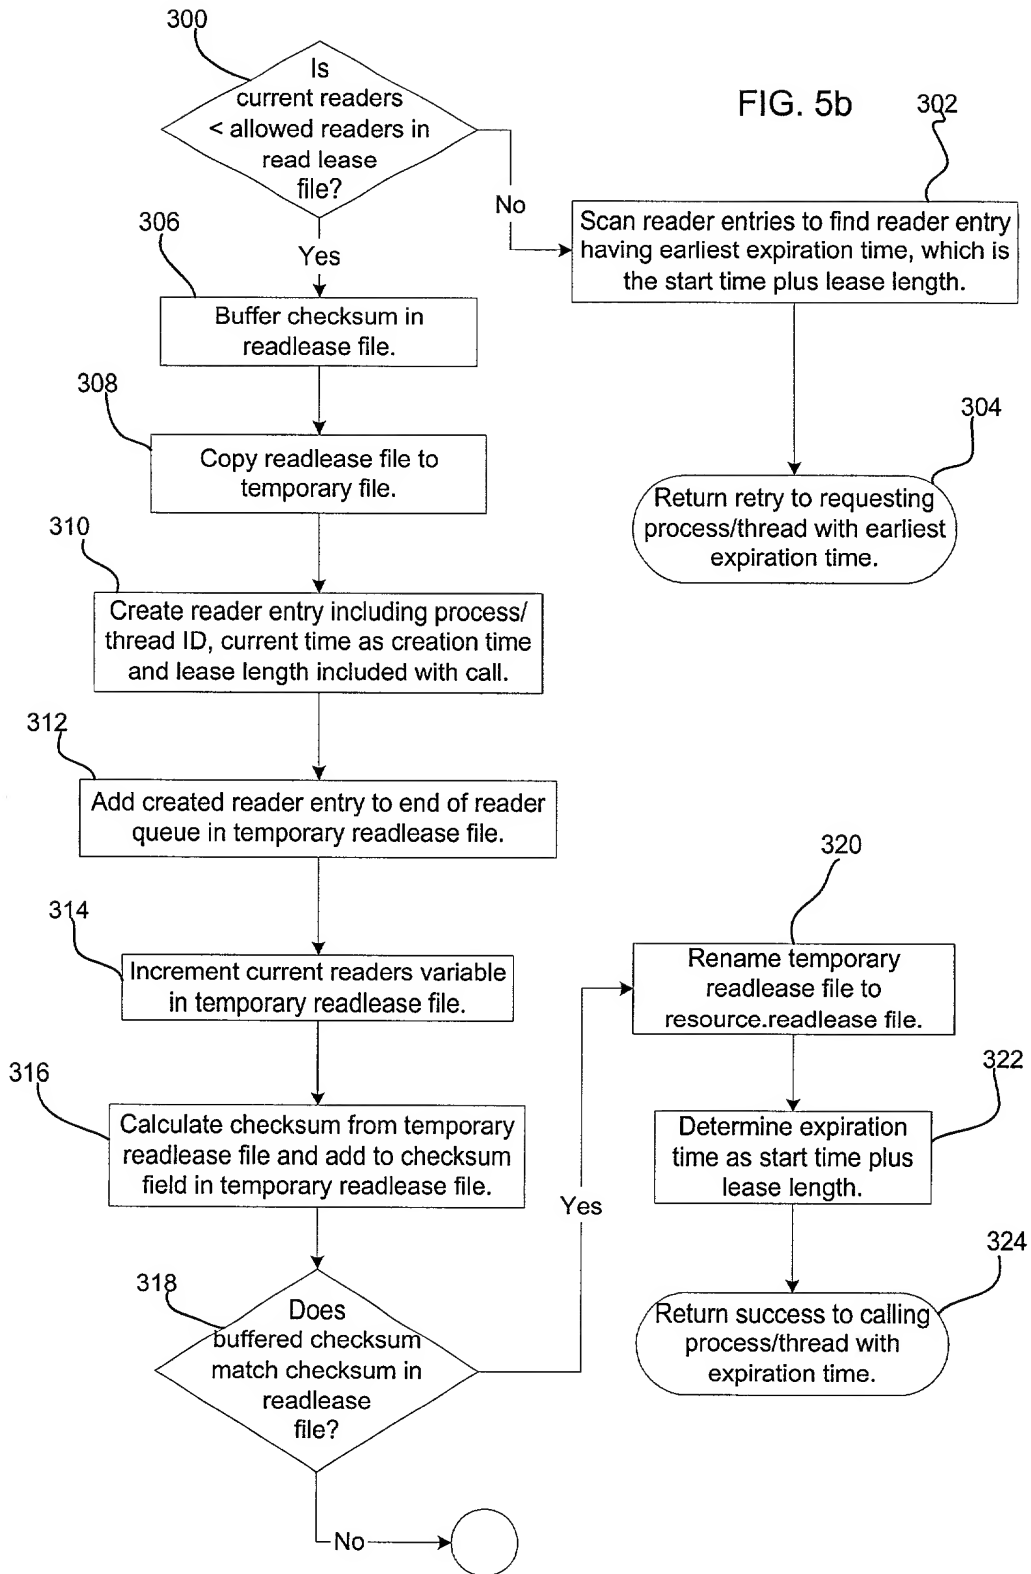 300
Is
current readers
< allowed readers in
read lease
file?
FIG. 5b
302
No
Scan reader entries to find reader entry
having earliest expiration time, which is
the start time plus lease length.
306
Yes
Buffer checksum in
readlease file.
308
Copy readlease file to
temporary file.
304
Return retry to requesting
process/thread with earliest
expiration time.
310
Create reader entry including process/
thread ID, current time as creation time
and lease length included with call.
312
Add created reader entry to end of reader
queue in temporary readlease file.
314
Increment current readers variable
in temporary readlease file.
320
Rename temporary
readlease file to
resource.readlease file.
316
Calculate checksum from temporary
readlease file and add to checksum
field in temporary readlease file.
322
Determine expiration
time as start time plus
lease length.
Yes
318
Does
buffered checksum
match checksum in
readlease
file?
324
Return success to calling
process/thread with
expiration time.
No